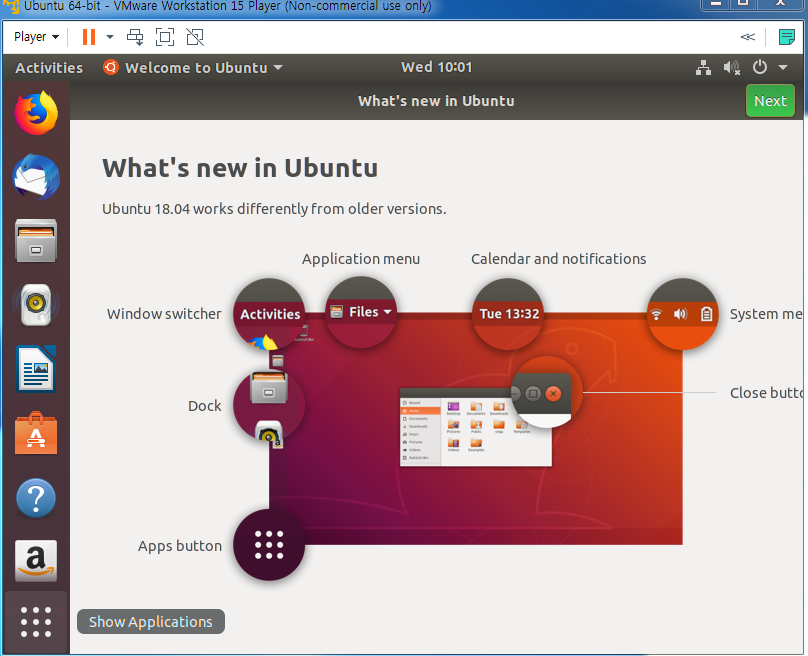 Ubuntu 64-bit - VMware Workstation 15 Player (Non-commercial use only)
Player
Activities Welcome to Ubuntu Wed 10:01
What's new in Ubuntu Next
What's new in Ubuntu
Ubuntu 18.04 works differently from older versions.
Application menu Calendar and notifications
Window switcher Activities Files Tue 13:32 System me
Dock Close butto
Apps button
Show Applications